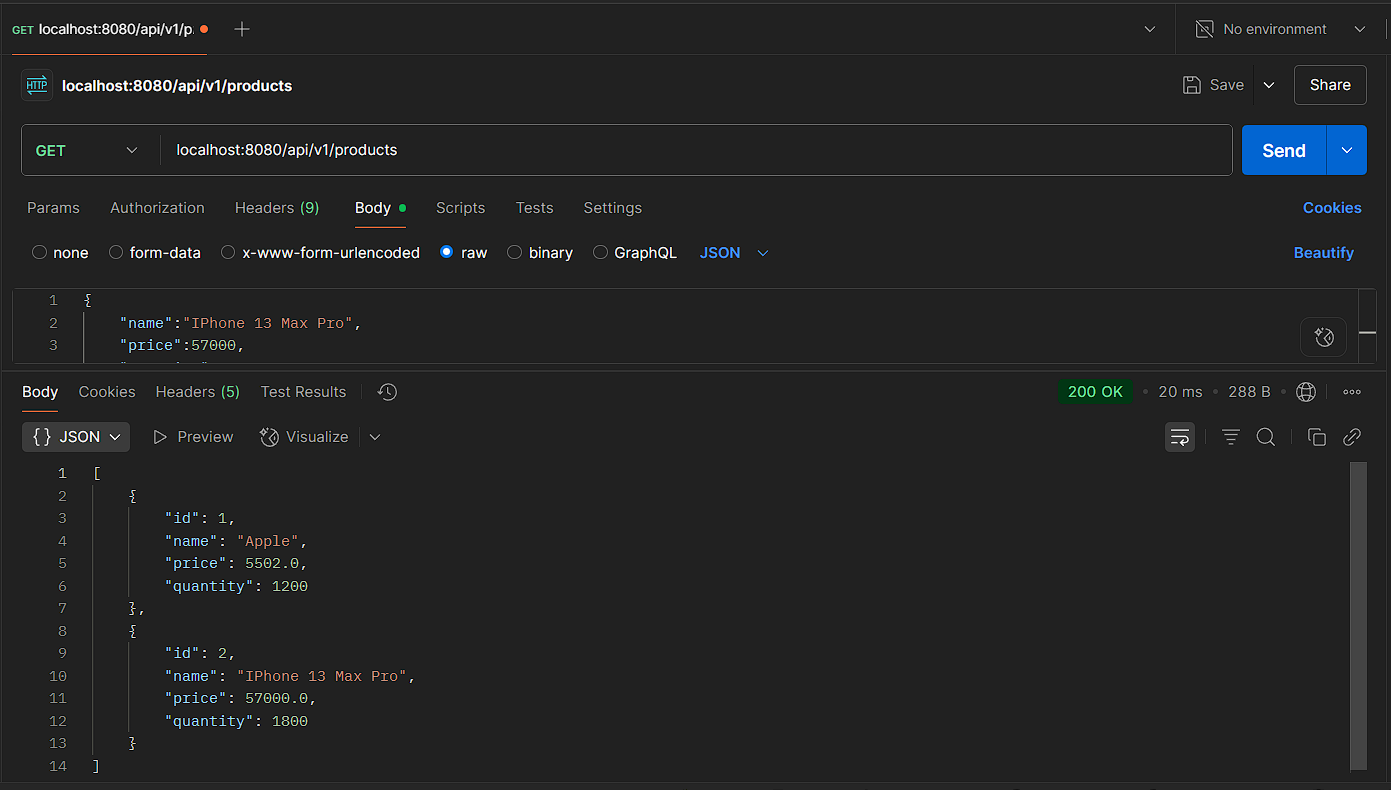 GET localhost:8080/api/v1/p
No environment
HTTP localhost:8080/api/v1/products
Save
Share
GET
localhost:8080/api/v1/products
Send
Params Authorization Headers (9) Body Scripts Tests Settings
Cookies
none form-data x-www-form-urlencoded raw binary GraphQL JSON
Beautify
1 {
2 "name":"IPhone 13 Max Pro",
3 "price":57000,
Body Cookies Headers (5) Test Results
200 OK • 20 ms • 288 B •
{} JSON Preview Visualize
1 [
2 {
3 "id": 1,
4 "name": "Apple",
5 "price": 5502.0,
6 "quantity": 1200
7 },
8 {
9 "id": 2,
10 "name": "IPhone 13 Max Pro",
11 "price": 57000.0,
12 "quantity": 1800
13 }
14 ]